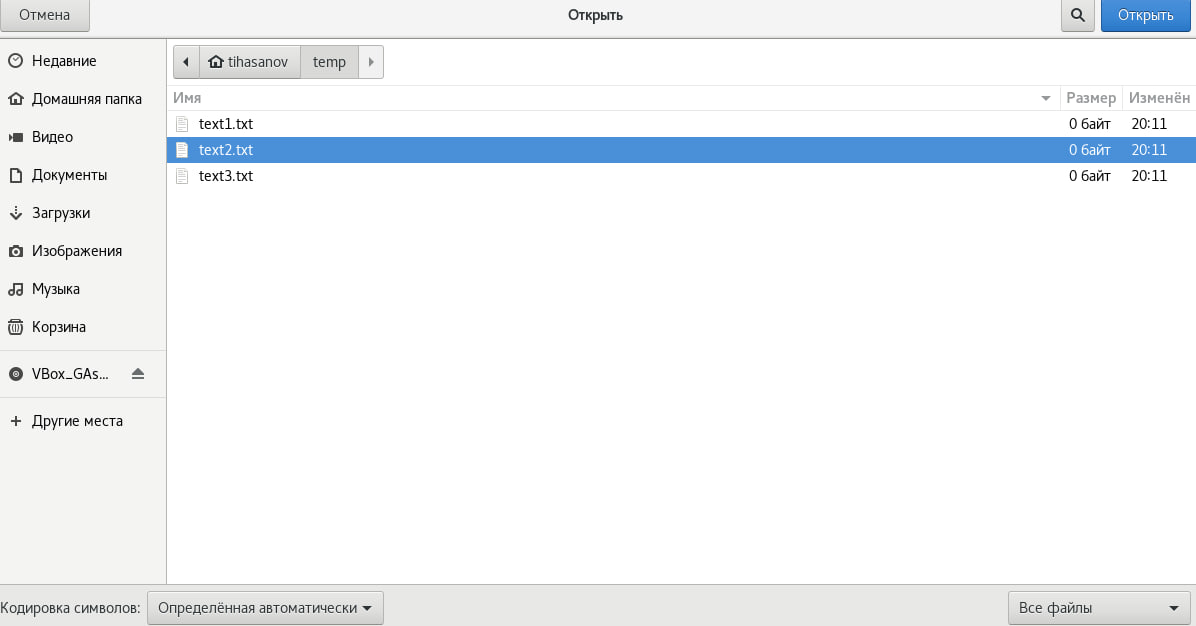 Отмена
Открыть
Открыть
tihasanov
temp
Недавние
Домашняя папка
Видео
Документы
Загрузки
Изображения
Музыка
Корзина
VBox_GAs...
Другие места
Имя Размер Изменён
text1.txt 0 байт 20:11
text2.txt 0 байт 20:11
text3.txt 0 байт 20:11
Кодировка символов: Определённая автоматически
Все файлы